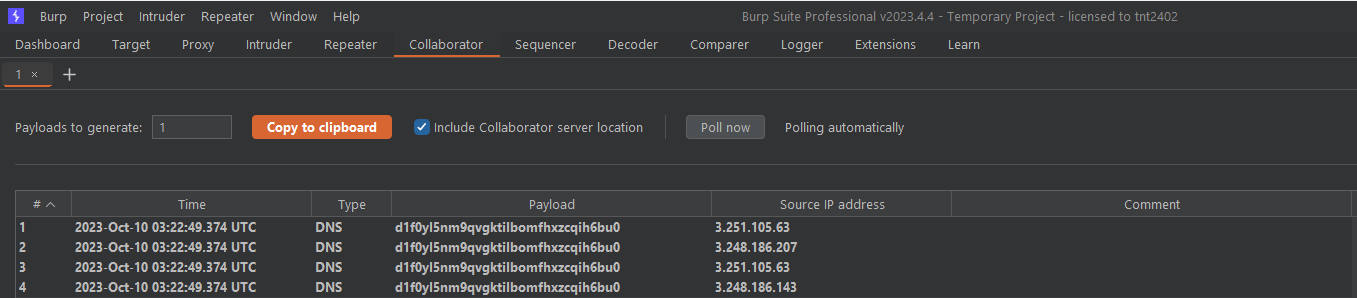 Burp Project Intruder Repeater Window Help Burp Suite Professional v2023.4.4 - Temporary Project - licensed to tnt2402
Dashboard Target Proxy Intruder Repeater Collaborator Sequencer Decoder Comparer Logger Extensions Learn
1 × +
Payloads to generate: 1 Copy to clipboard Include Collaborator server location Poll now Polling automatically
# Time Type Payload Source IP address Comment
1 2023-Oct-10 03:22:49.374 UTC DNS d1f0yl5nm9qvgktilbomfhxzcqih6bu0 3.251.105.63
2 2023-Oct-10 03:22:49.374 UTC DNS d1f0yl5nm9qvgktilbomfhxzcqih6bu0 3.248.186.207
3 2023-Oct-10 03:22:49.374 UTC DNS d1f0yl5nm9qvgktilbomfhxzcqih6bu0 3.251.105.63
4 2023-Oct-10 03:22:49.374 UTC DNS d1f0yl5nm9qvgktilbomfhxzcqih6bu0 3.248.186.143